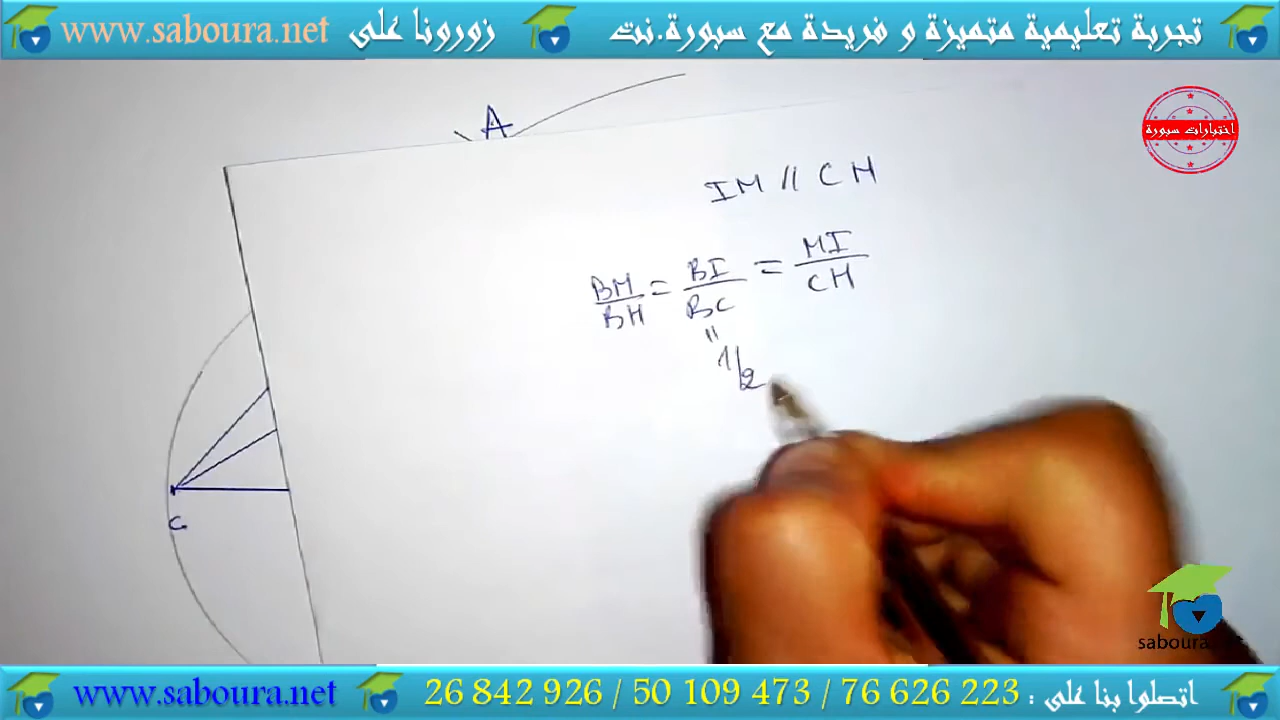 www.saboura.net تجربة تعليمية متميزة و فريدة مع سبورة.نت زورونا على
اختبارات سبورة
A
IM // CH
BM/BH = BI/BC = MI/CH
"
1/2
C
saboura
www.saboura.net 26 842 926 / 50 109 473 / 76 626 223 : اتصلوا بنا على